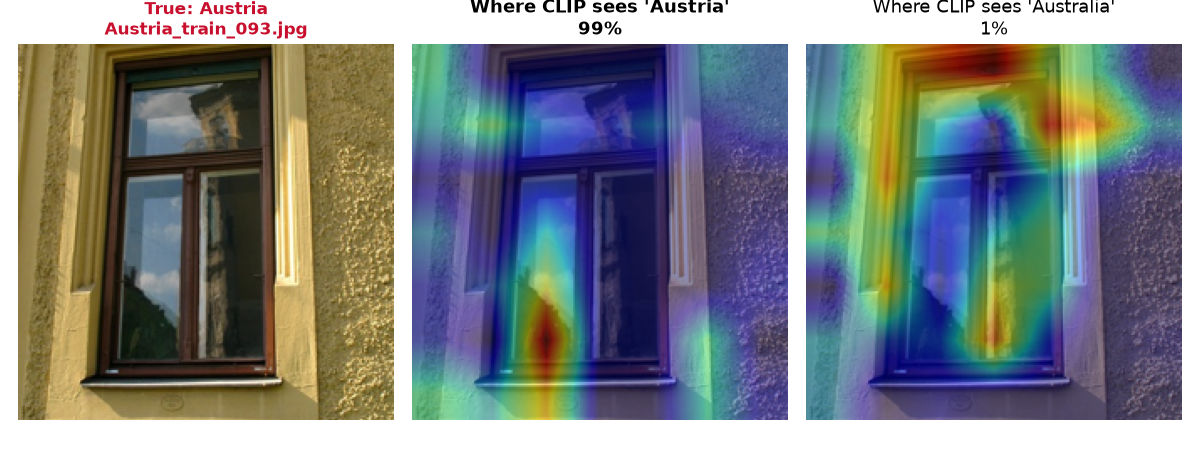 True: Austria
Austria_train_093.jpg
Where CLIP sees 'Austria'
99%
Where CLIP sees 'Australia'
1%